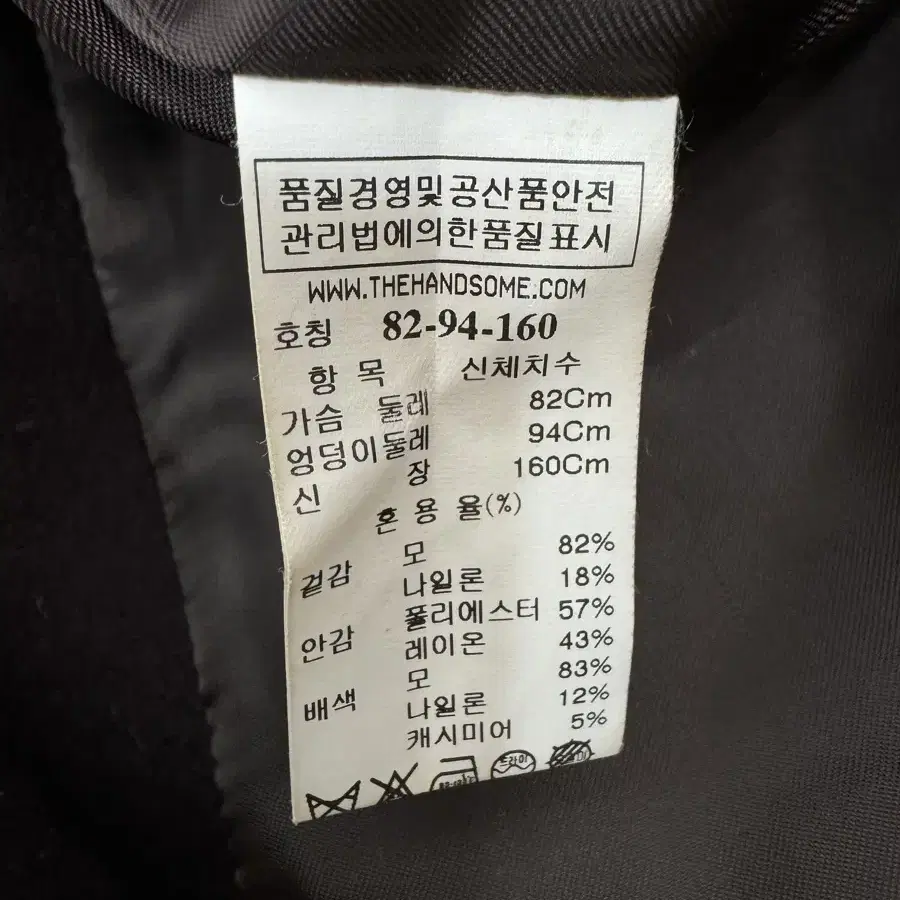 품질경영및공산품안전
관리법에의한품질표시
WWW.THEHANDSOME.COM
호칭 82-94-160
항 목 신체치수
가슴 둘레 82Cm
엉덩이둘레 94Cm
신 장 160Cm
혼 용 율(%)
겉감 모 82%
나일론 18%
안감 폴리에스터 57%
레이온 43%
배색 모 83%
나일론 12%
캐시미어 5%
드라이